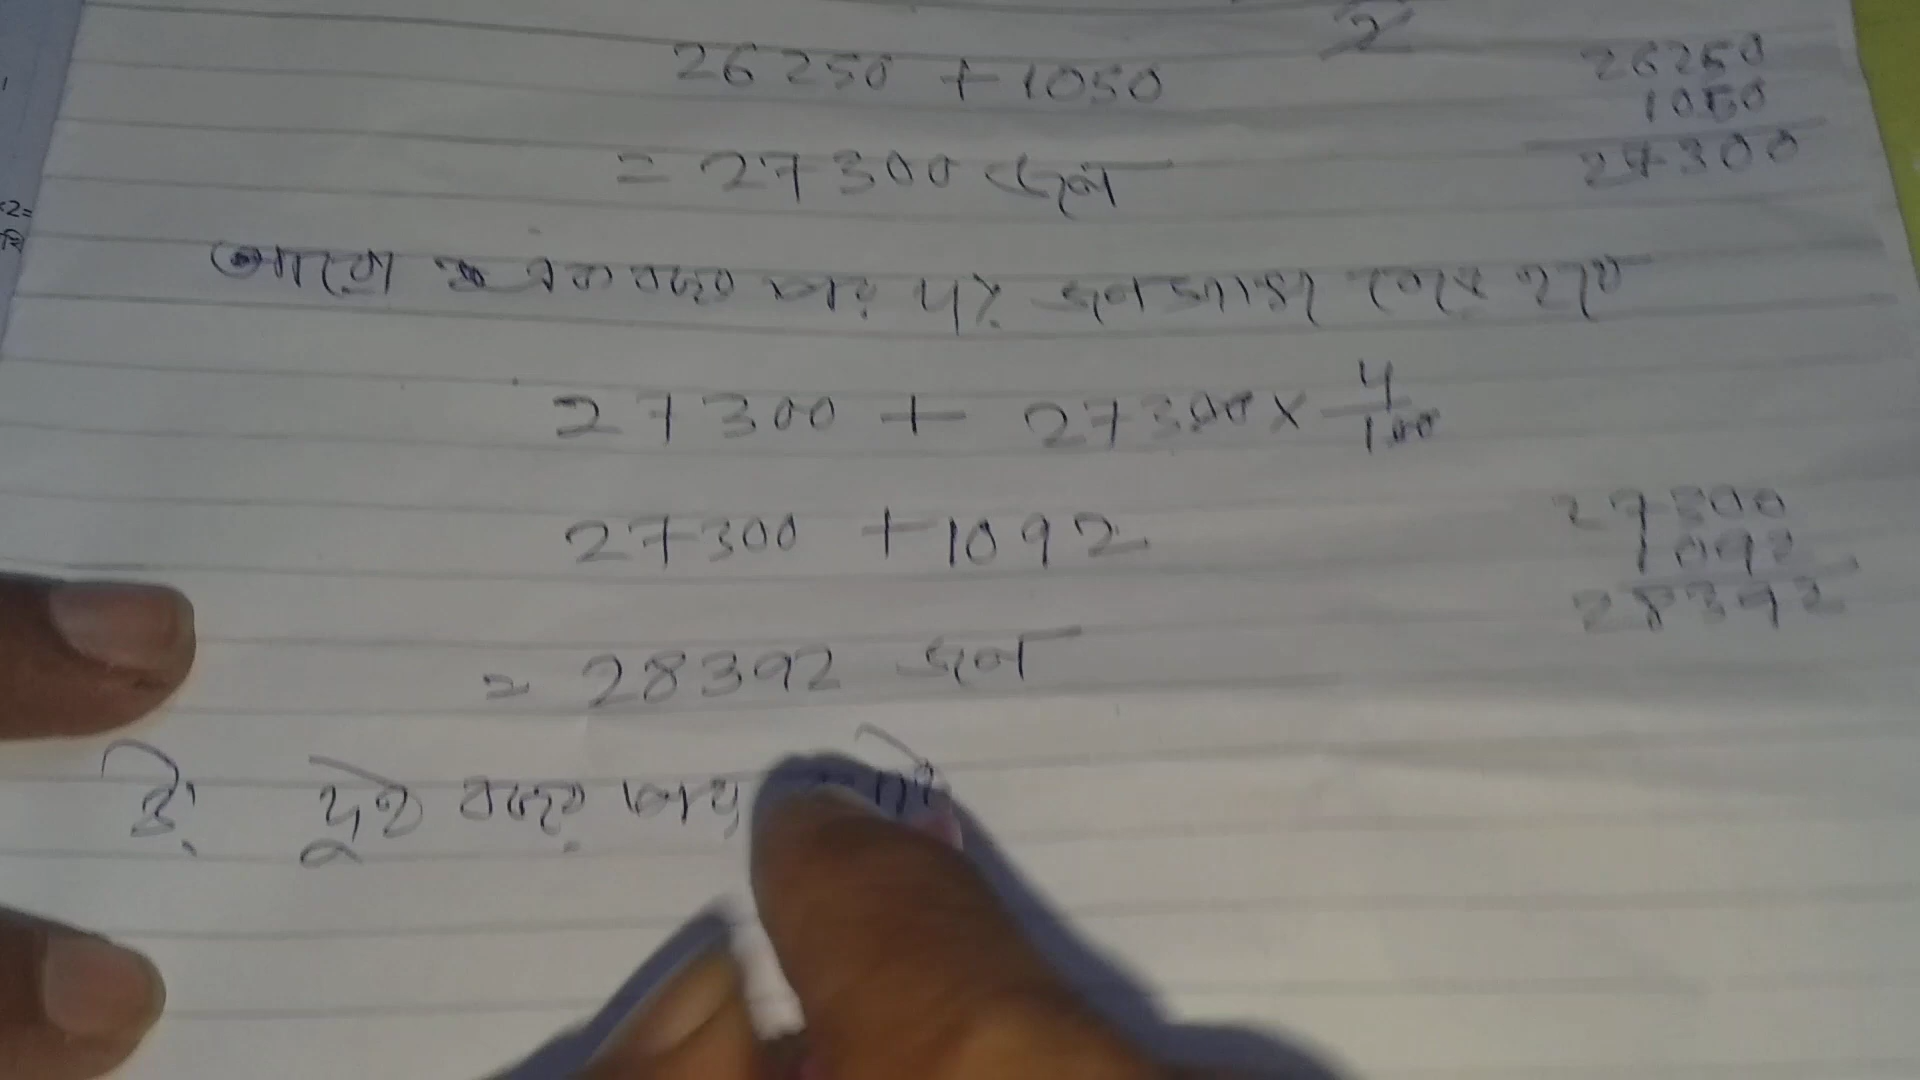 2
26250 + 1050
26250
1050
27300
= 27300 জন
আরো এক বছর পর 4% জনসংখ্যা
27300 + 27300 × 4/100
27300 + 1092
27300
1092
28392
= 28392 জন
উ: দুই বছর